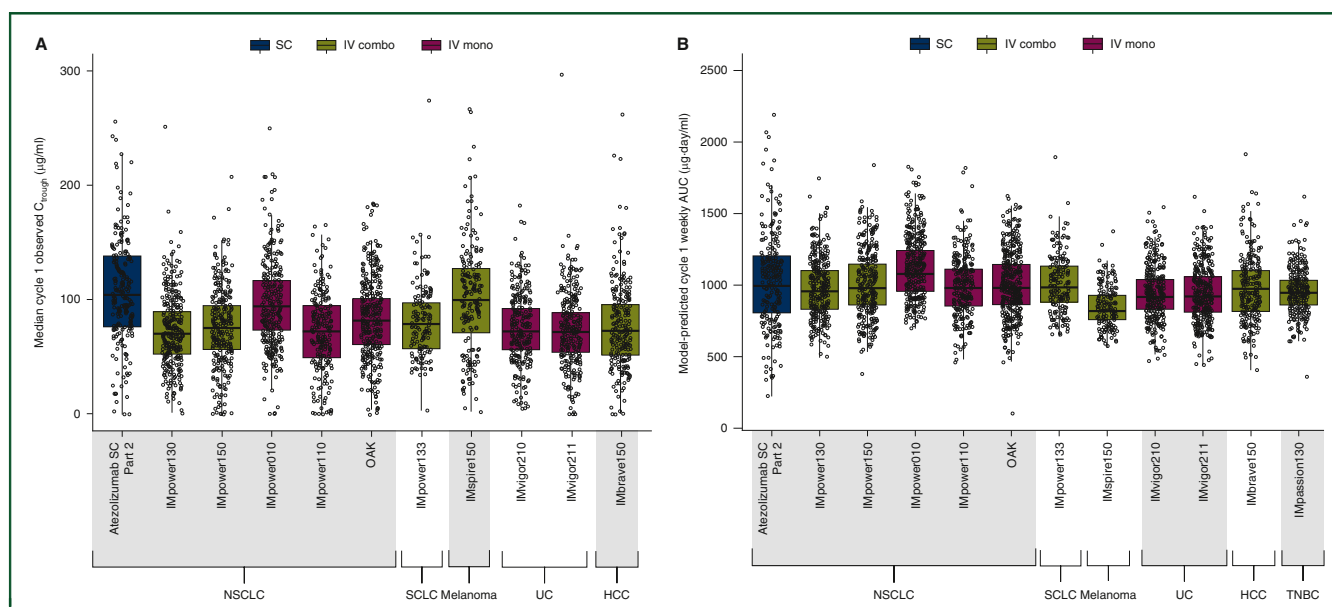 A
SC
IV combo
IV mono
Median cycle 1 observed Ctrough (µg/ml)
300
200
100
0
Atezolizumab SC
Part 2
IMpower130
IMpower150
IMpower010
IMpower110
OAK
IMpower133
IMspire150
IMvigor210
IMvigor211
IMbrave150
NSCLC
SCLC
Melanoma
UC
HCC
B
SC
IV combo
IV mono
Model-predicted cycle 1 weekly AUC (µg·day/ml)
2500
2000
1500
1000
500
0
Atezolizumab SC
Part 2
IMpower130
IMpower150
IMpower010
IMpower110
OAK
IMpower133
IMspire150
IMvigor210
IMvigor211
IMbrave150
IMpassion130
NSCLC
SCLC
Melanoma
UC
HCC
TNBC